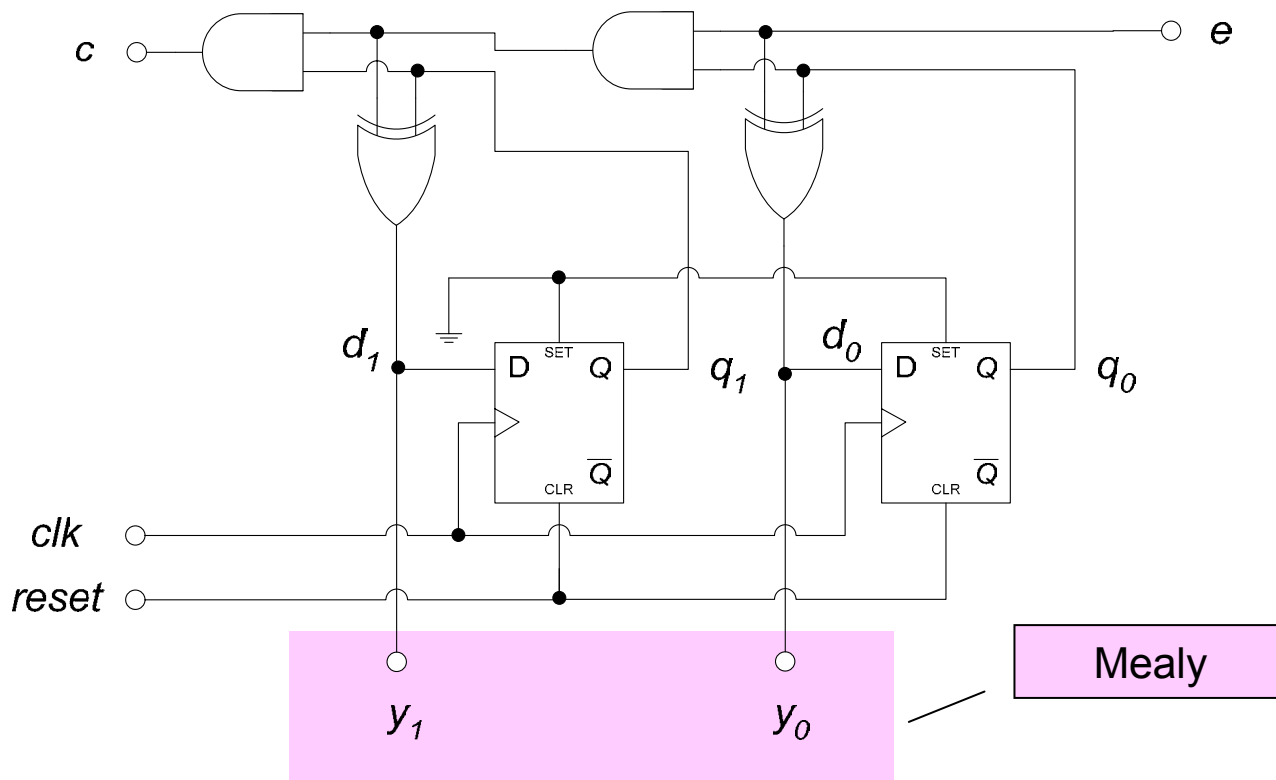 c
e
d₁
SET
D
Q
q₁
Q̅
CLR
d₀
SET
D
Q
q₀
Q̅
CLR
clk
reset
y₁
y₀
Mealy